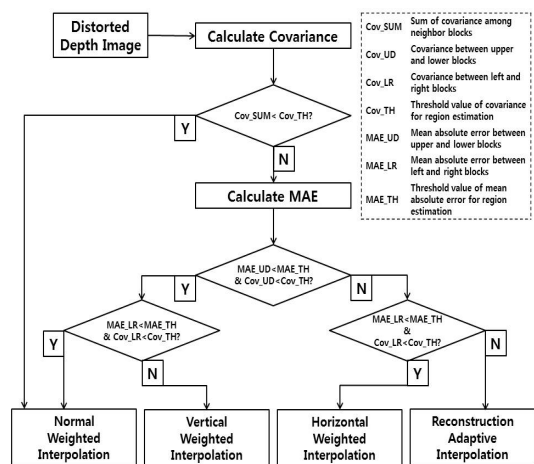 Distorted
Depth Image
Calculate Covariance
Cov_SUM< Cov_TH?
Y
N
Calculate MAE
MAE_UD<MAE_TH
& Cov_UD<Cov_TH?
Y
N
MAE_LR<MAE_TH
& Cov_LR<Cov_TH?
Y
N
MAE_LR<MAE_TH
&
Cov_LR<Cov_TH?
N
Y
Normal
Weighted
Interpolation
Vertical
Weighted
Interpolation
Horizontal
Weighted
Interpolation
Reconstruction
Adaptive
Interpolation
Cov_SUM Sum of covariance among
neighbor blocks
Cov_UD Covariance between upper
and lower blocks
Cov_LR Covariance between left and
right blocks
Cov_TH Threshold value of covariance
for region estimation
MAE_UD Mean absolute error between
upper and lower blocks
MAE_LR Mean absolute error between
left and right blocks
MAE_TH Threshold value of mean
absolute error for region
estimation